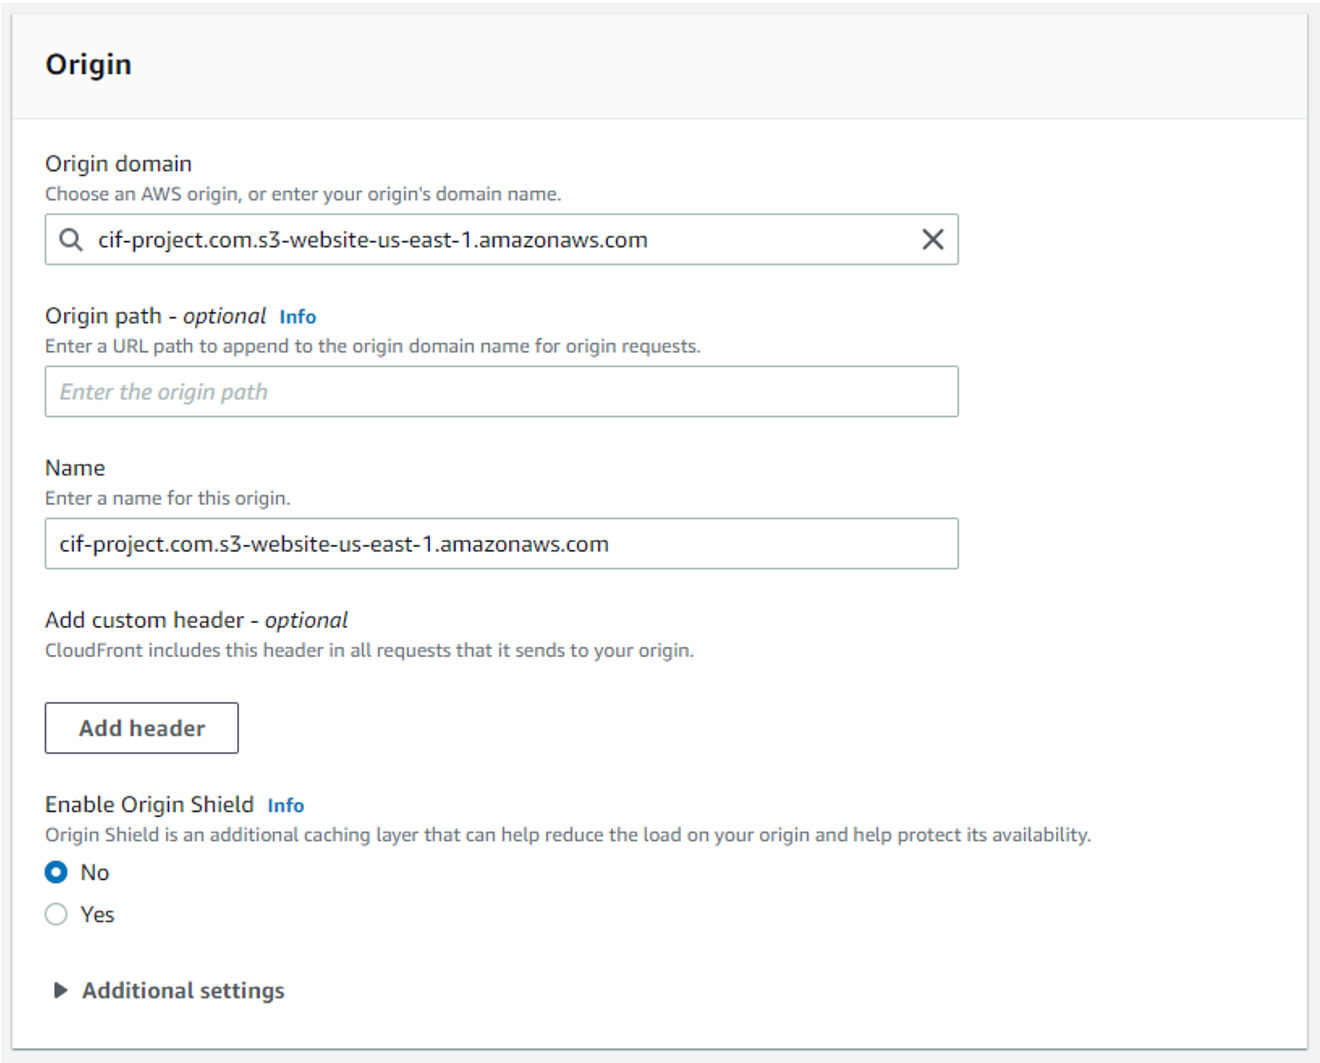 Origin
Origin domain
Choose an AWS origin, or enter your origin's domain name.
cif-project.com.s3-website-us-east-1.amazonaws.com
Origin path - optional Info
Enter a URL path to append to the origin domain name for origin requests.
Enter the origin path
Name
Enter a name for this origin.
cif-project.com.s3-website-us-east-1.amazonaws.com
Add custom header - optional
CloudFront includes this header in all requests that it sends to your origin.
Add header
Enable Origin Shield Info
Origin Shield is an additional caching layer that can help reduce the load on your origin and help protect its availability.
No
Yes
Additional settings